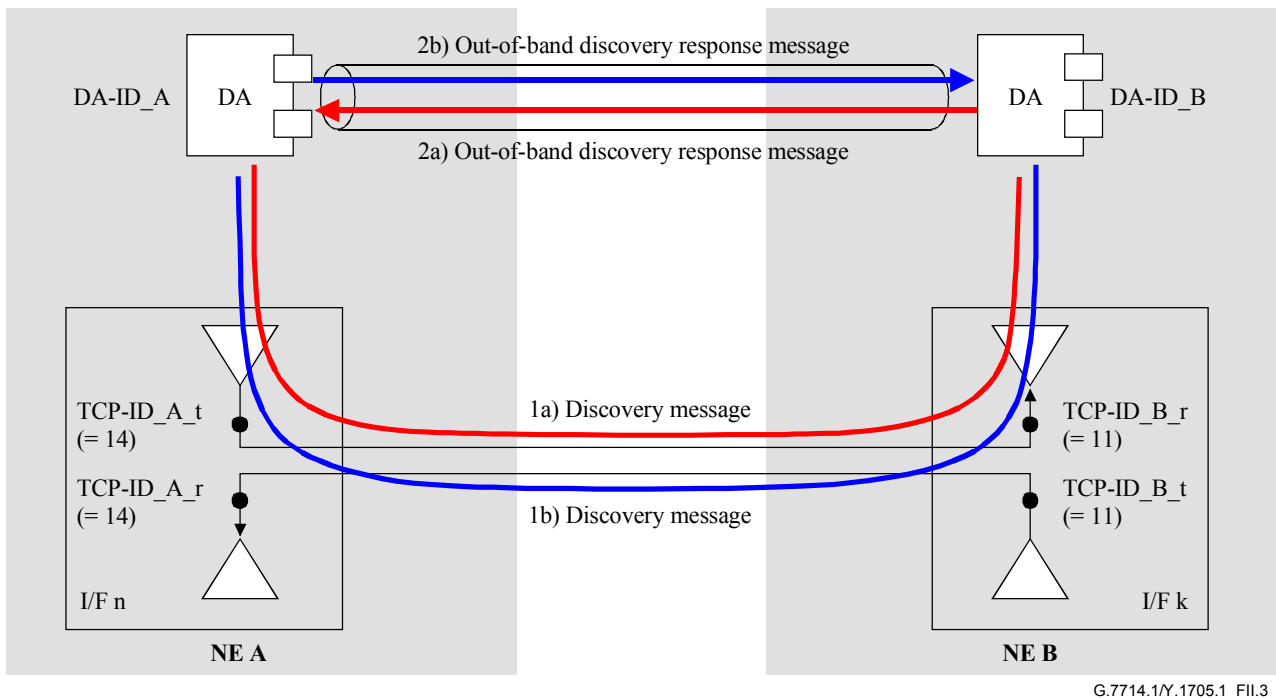 2b) Out-of-band discovery response message
DA-ID_A
DA
DA
DA-ID_B
2a) Out-of-band discovery response message
TCP-ID_A_t
(= 14)
1a) Discovery message
TCP-ID_B_r
(= 11)
TCP-ID_A_r
(= 14)
1b) Discovery message
TCP-ID_B_t
(= 11)
I/F n
I/F k
NE A
NE B
G.7714.1/Y.1705.1_FII.3